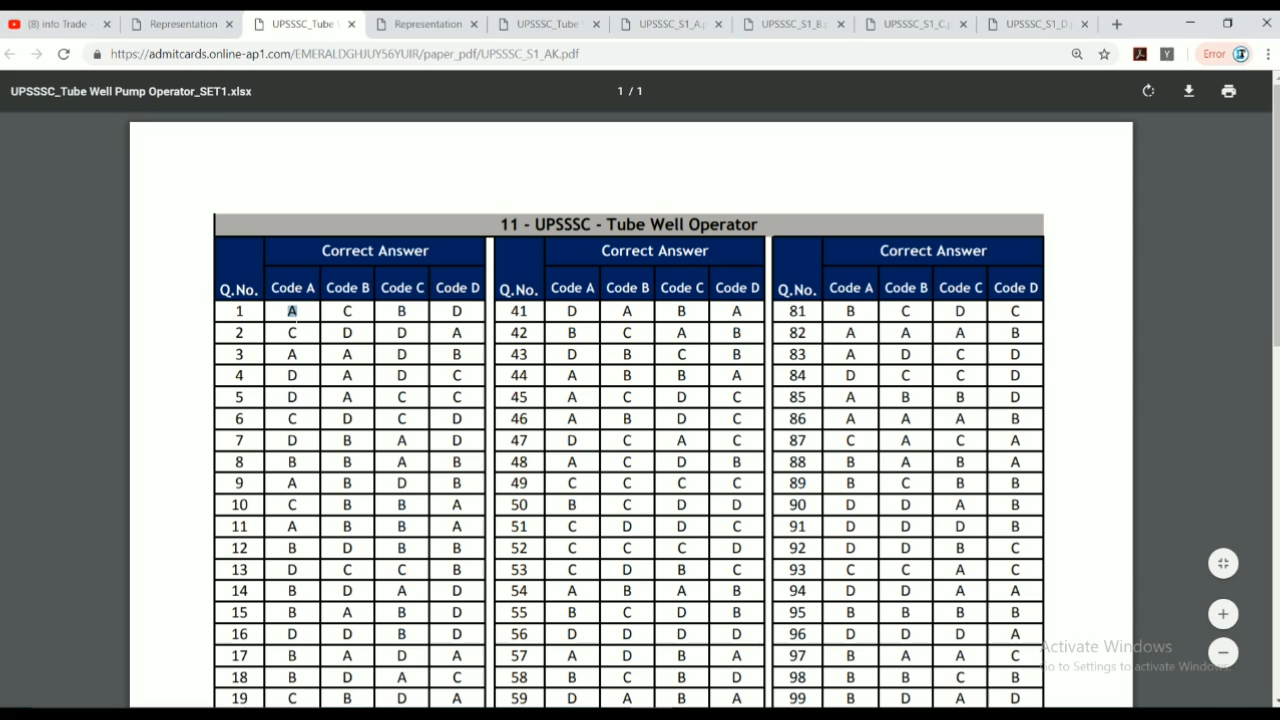 (8) info Trade
Representation
UPSSSC_Tube
Representation
UPSSSC_Tube
UPSSSC_S1_A.p
UPSSSC_S1_B.p
UPSSSC_S1_C.p
UPSSSC_S1_D.p
https://admitcards.online-ap1.com/EMERALDGHJUY56YUIR/paper_pdf/UPSSSC_S1_AK.pdf
Error
UPSSSC_Tube Well Pump Operator_SET1.xlsx
1 / 1
11 - UPSSSC - Tube Well Operator
Correct Answer Correct Answer Correct Answer
Q.No. Code A Code B Code C Code D Q.No. Code A Code B Code C Code D Q.No. Code A Code B Code C Code D
1 A C B D 41 D A B A 81 B C D C
2 C D D A 42 B C A B 82 A A A B
3 A A D B 43 D B C B 83 A D C D
4 D A D C 44 A B B A 84 D C C D
5 D A C C 45 A C D C 85 A B B D
6 C D C D 46 A B D C 86 A A A B
7 D B A D 47 D C A C 87 C A C A
8 B B A B 48 A C D B 88 B A B A
9 A B D B 49 C C C C 89 B C B B
10 C B B A 50 B C D D 90 D D A B
11 A B B A 51 C D D C 91 D D D B
12 B D B B 52 C C C D 92 D D B C
13 D C C B 53 C D B C 93 C C A C
14 B D A D 54 A B A B 94 D D A A
15 B A B D 55 B C D B 95 B B B B
16 D D B D 56 D D D D 96 D D D A
17 B A D A 57 A D B A 97 B A A C
18 B D A C 58 B C B D 98 B B C B
19 C B D A 59 D A B A 99 B D A D
Activate Windows
Go to Settings to activate Windows.